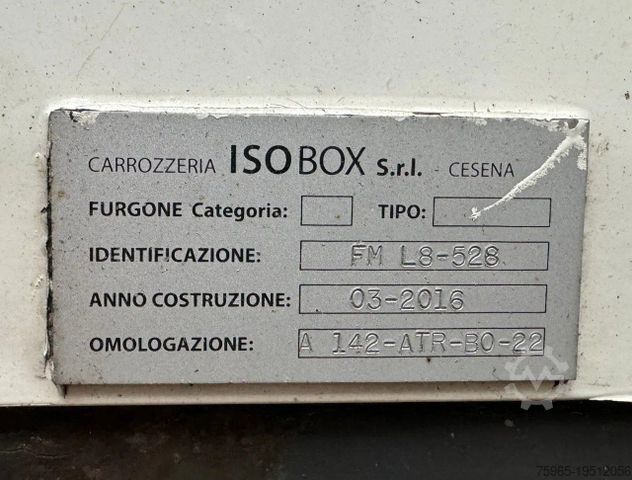 CARROZZERIA ISOBOX S.r.l. - CESENA
FURGONE Categoria: TIPO:
IDENTIFICAZIONE: FM L8-528
ANNO COSTRUZIONE: 03-2016
OMOLOGAZIONE: A 142-ATR-BO-22
75965-19512056